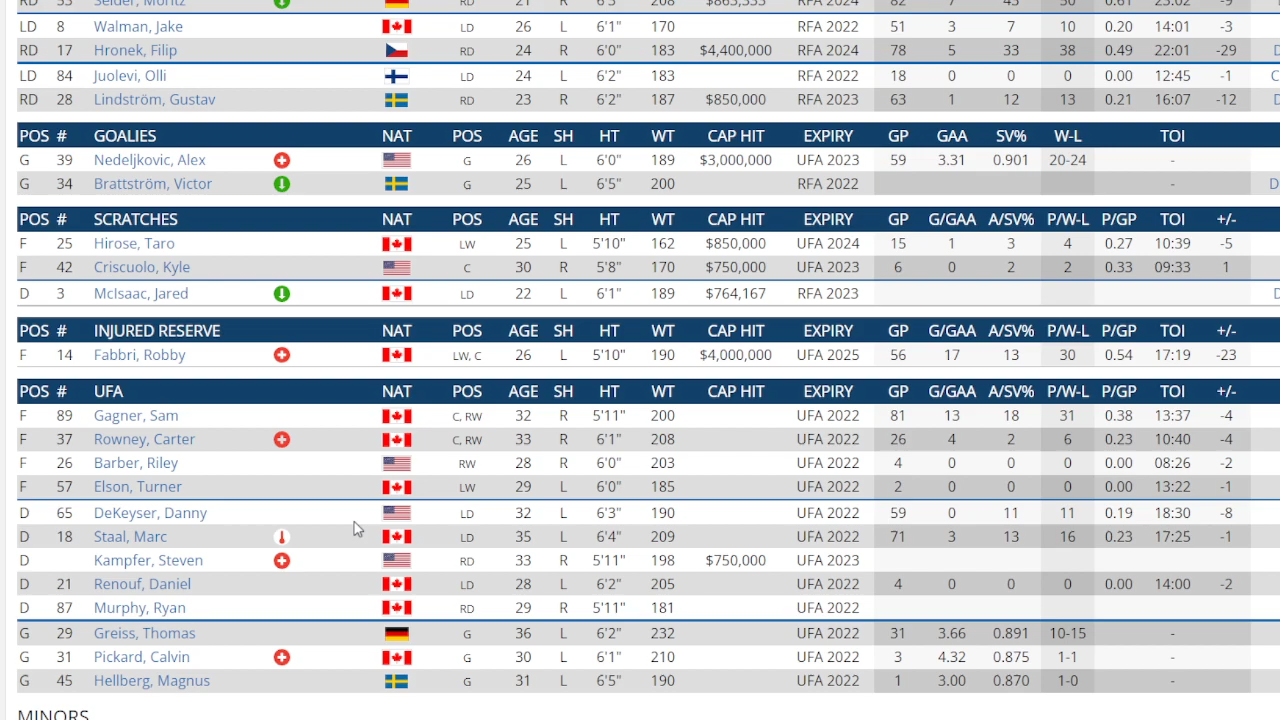 RD 53 Seider, Moritz RD 21 R 6'3" 208 $863,333 RFA 2024 82 7 43 50 0.61 23:02 -9
LD 8 Walman, Jake LD 26 L 6'1" 170 RFA 2022 51 3 7 10 0.20 14:01 -3
RD 17 Hronek, Filip RD 24 R 6'0" 183 $4,400,000 RFA 2024 78 5 33 38 0.49 22:01 -29 D
LD 84 Juolevi, Olli LD 24 L 6'2" 183 RFA 2022 18 0 0 0 0.00 12:45 -1 C
RD 28 Lindström, Gustav RD 23 R 6'2" 187 $850,000 RFA 2023 63 1 12 13 0.21 16:07 -12 D
POS # GOALIES NAT POS AGE SH HT WT CAP HIT EXPIRY GP GAA SV% W-L TOI
G 39 Nedeljkovic, Alex G 26 L 6'0" 189 $3,000,000 UFA 2023 59 3.31 0.901 20-24 -
G 34 Brattström, Victor G 25 L 6'5" 200 RFA 2022 - D
POS # SCRATCHES NAT POS AGE SH HT WT CAP HIT EXPIRY GP G/GAA A/SV% P/W-L P/GP TOI +/-
F 25 Hirose, Taro LW 25 L 5'10" 162 $850,000 UFA 2024 15 1 3 4 0.27 10:39 -5
F 42 Criscuolo, Kyle C 30 R 5'8" 170 $750,000 UFA 2023 6 0 2 2 0.33 09:33 1
D 3 McIsaac, Jared LD 22 L 6'1" 189 $764,167 RFA 2023 D
POS # INJURED RESERVE NAT POS AGE SH HT WT CAP HIT EXPIRY GP G/GAA A/SV% P/W-L P/GP TOI +/-
F 14 Fabbri, Robby LW, C 26 L 5'10" 190 $4,000,000 UFA 2025 56 17 13 30 0.54 17:19 -23
POS # UFA NAT POS AGE SH HT WT CAP HIT EXPIRY GP G/GAA A/SV% P/W-L P/GP TOI +/-
F 89 Gagner, Sam C, RW 32 R 5'11" 200 UFA 2022 81 13 18 31 0.38 13:37 -4
F 37 Rowney, Carter C, RW 33 R 6'1" 208 UFA 2022 26 4 2 6 0.23 10:40 -4
F 26 Barber, Riley RW 28 R 6'0" 203 UFA 2022 4 0 0 0 0.00 08:26 -2
F 57 Elson, Turner LW 29 L 6'0" 185 UFA 2022 2 0 0 0 0.00 13:22 -1
D 65 DeKeyser, Danny LD 32 L 6'3" 190 UFA 2022 59 0 11 11 0.19 18:30 -8
D 18 Staal, Marc LD 35 L 6'4" 209 UFA 2022 71 3 13 16 0.23 17:25 -1
D Kampfer, Steven RD 33 R 5'11" 198 $750,000 UFA 2023
D 21 Renouf, Daniel LD 28 L 6'2" 205 UFA 2022 4 0 0 0 0.00 14:00 -2
D 87 Murphy, Ryan RD 29 R 5'11" 181 UFA 2022
G 29 Greiss, Thomas G 36 L 6'2" 232 UFA 2022 31 3.66 0.891 10-15 -
G 31 Pickard, Calvin G 30 L 6'1" 210 UFA 2022 3 4.32 0.875 1-1 -
G 45 Hellberg, Magnus G 31 L 6'5" 190 UFA 2022 1 3.00 0.870 1-0 -
MINORS